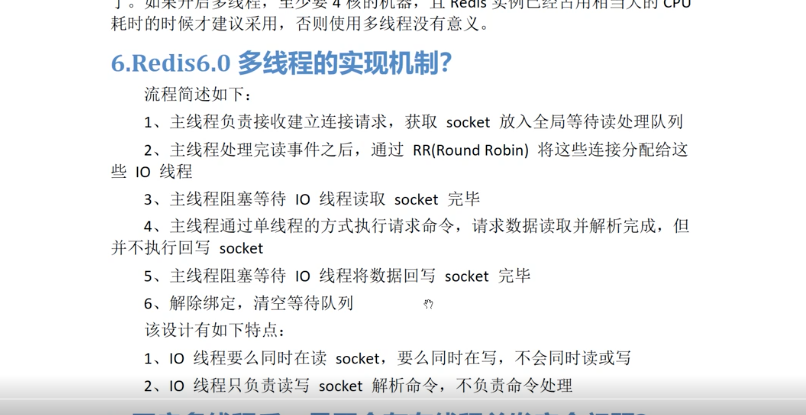 了。如果开启多线程，至少要 4 核的机器，且 Redis 实例已经占用相当大的 CPU
耗时的时候才建议采用，否则使用多线程没有意义。
6.Redis6.0 多线程的实现机制？
流程简述如下：
1、主线程负责接收建立连接请求，获取 socket 放入全局等待读处理队列
2、主线程处理完读事件之后，通过 RR(Round Robin) 将这些连接分配给这
些 IO 线程
3、主线程阻塞等待 IO 线程读取 socket 完毕
4、主线程通过单线程的方式执行请求命令，请求数据读取并解析完成，但
并不执行回写 socket
5、主线程阻塞等待 IO 线程将数据回写 socket 完毕
6、解除绑定，清空等待队列
该设计有如下特点：
1、IO 线程要么同时在读 socket，要么同时在写，不会同时读或写
2、IO 线程只负责读写 socket 解析命令，不负责命令处理